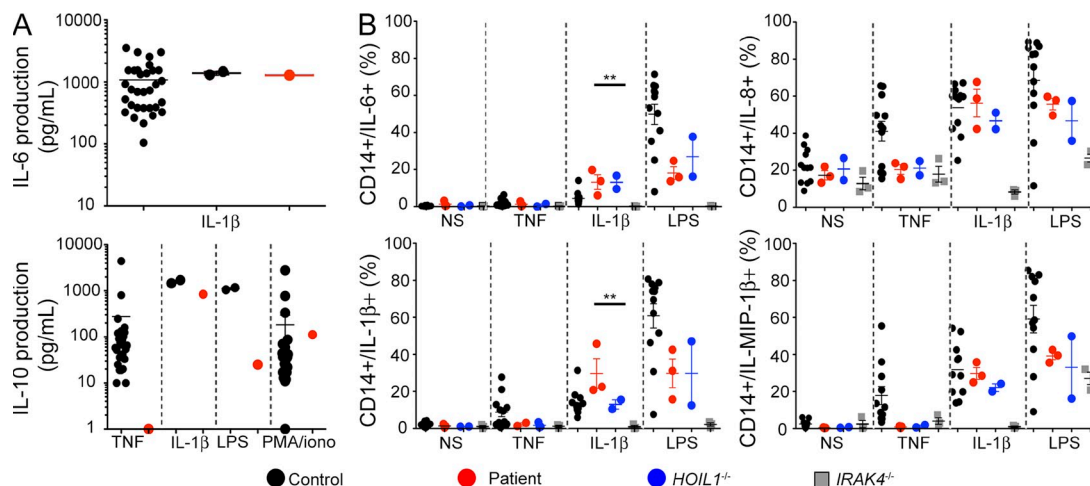 A
IL-6 production
(pg/mL)
10000
1000
100
10
IL-1β
IL-10 production
(pg/mL)
10000
1000
100
10
1
TNF IL-1β LPS PMA/iono
B
CD14+/IL-6+ (%)
100
80
60
40
20
0
**
NS TNF IL-1β LPS
CD14+/IL-8+ (%)
100
80
60
40
20
0
NS TNF IL-1β LPS
CD14+/IL-1β+ (%)
100
80
60
40
20
0
**
NS TNF IL-1β LPS
CD14+/IL-MIP-1β+ (%)
100
80
60
40
20
0
NS TNF IL-1β LPS
Control Patient HOIL1-/- IRAK4-/-